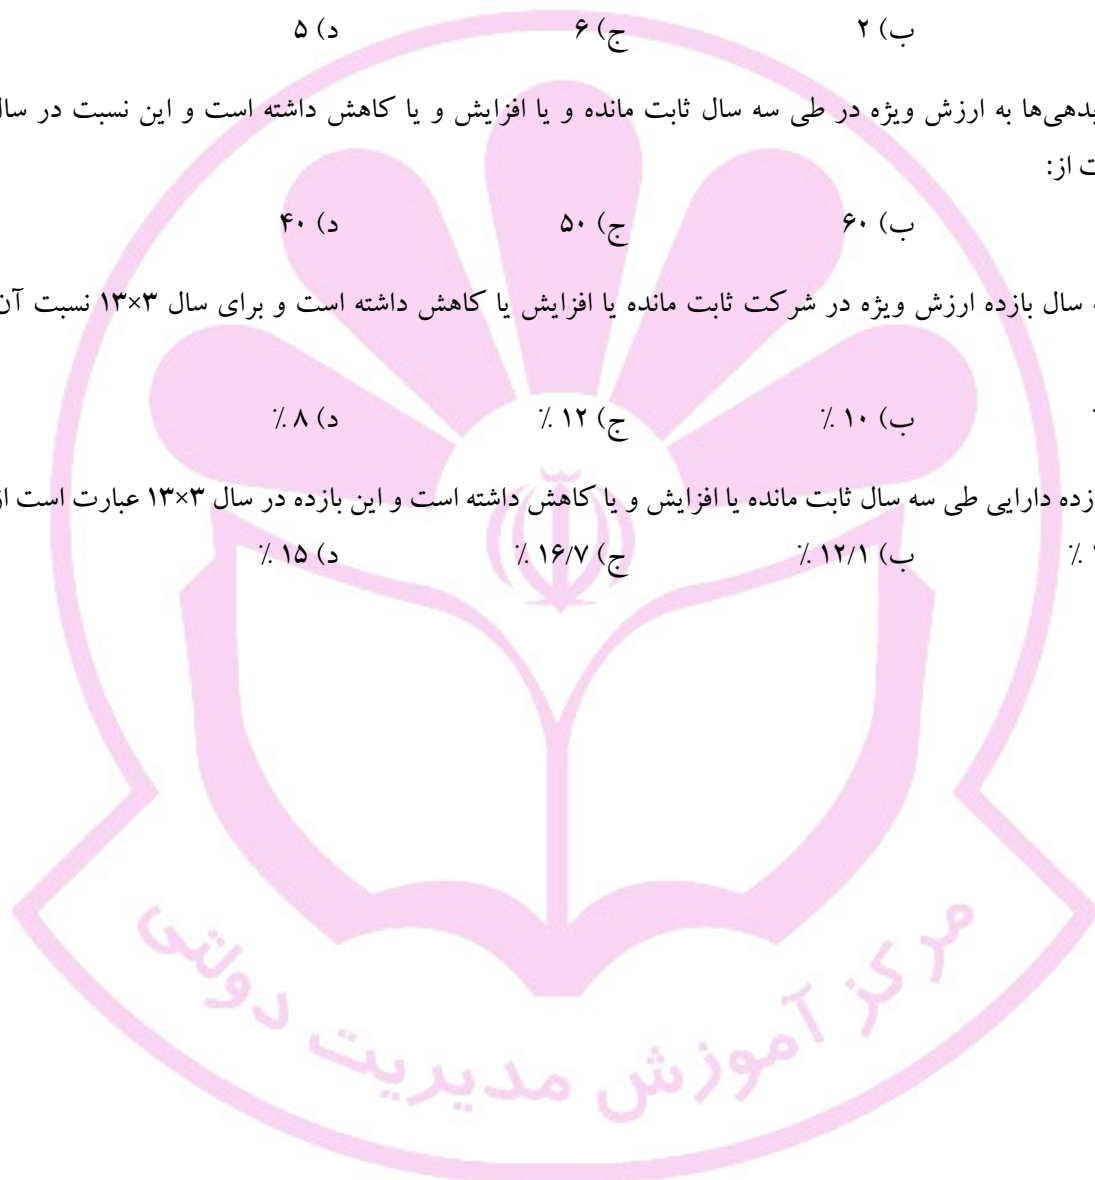 ب) ۲ ج) ۶ د) ۵
بدهی‌ها به ارزش ویژه در طی سه سال ثابت مانده و یا افزایش و یا کاهش داشته است و این نسبت در سال
ت از:
ب) ۶۰ ج) ۵۰ د) ۴۰
سال بازده ارزش ویژه در شرکت ثابت مانده یا افزایش یا کاهش داشته است و برای سال ۱۳×۳ نسبت آن
ب) ۱۰ ٪ ج) ۱۲ ٪ د) ۸ ٪
زده دارایی طی سه سال ثابت مانده یا افزایش و یا کاهش داشته است و این بازده در سال ۱۳×۳ عبارت است از
٪ ب) ۱۲/۱ ٪ ج) ۱۶/۷ ٪ د) ۱۵ ٪
مرکز آموزش مدیریت دولتی